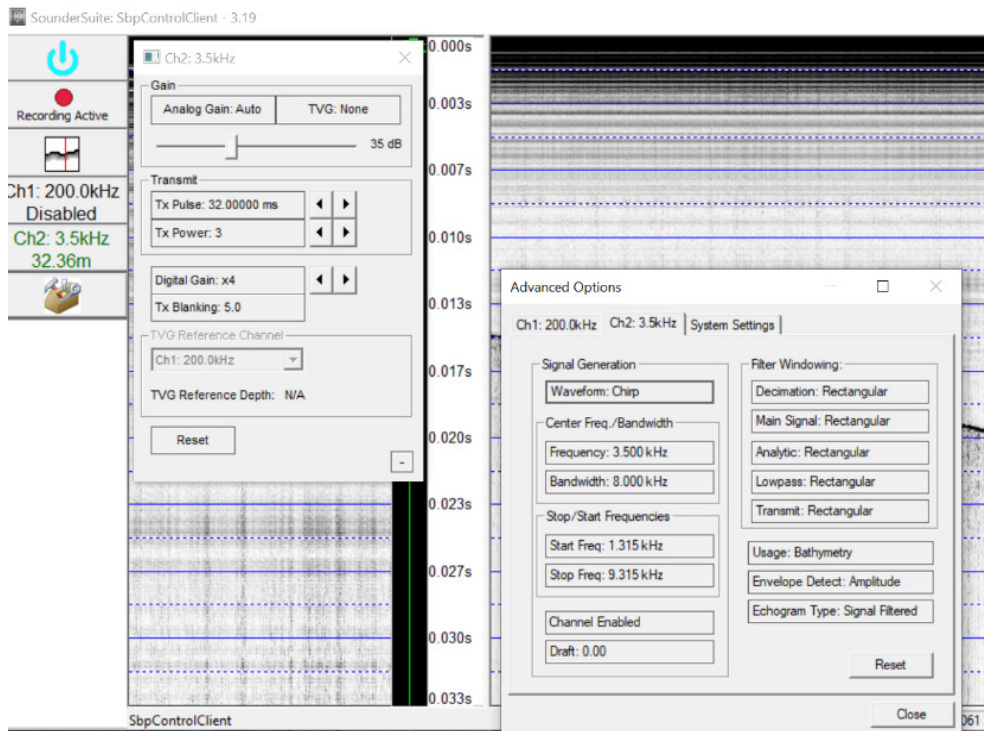 SounderSuite: SbpControlClient - 3.19
Recording Active
Ch1: 200.0kHz
Disabled
Ch2: 3.5kHz
32.36m
Ch2: 3.5kHz
Gain
Analog Gain: Auto
TVG: None
35 dB
Transmit
Tx Pulse: 32.00000 ms
Tx Power: 3
Digital Gain: x4
Tx Blanking: 5.0
TVG Reference Channel
Ch1: 200.0kHz
TVG Reference Depth: N/A
Reset
-
0.000s
0.003s
0.007s
0.010s
0.013s
0.017s
0.020s
0.023s
0.027s
0.030s
0.033s
SbpControlClient
Advanced Options
Ch1: 200.0kHz
Ch2: 3.5kHz
System Settings
Signal Generation
Waveform: Chirp
Center Freq./Bandwidth
Frequency: 3.500 kHz
Bandwidth: 8.000 kHz
Stop/Start Frequencies
Start Freq: 1.315 kHz
Stop Freq: 9.315 kHz
Channel Enabled
Draft: 0.00
Filter Windowing:
Decimation: Rectangular
Main Signal: Rectangular
Analytic: Rectangular
Lowpass: Rectangular
Transmit: Rectangular
Usage: Bathymetry
Envelope Detect: Amplitude
Echogram Type: Signal Filtered
Reset
Close
061